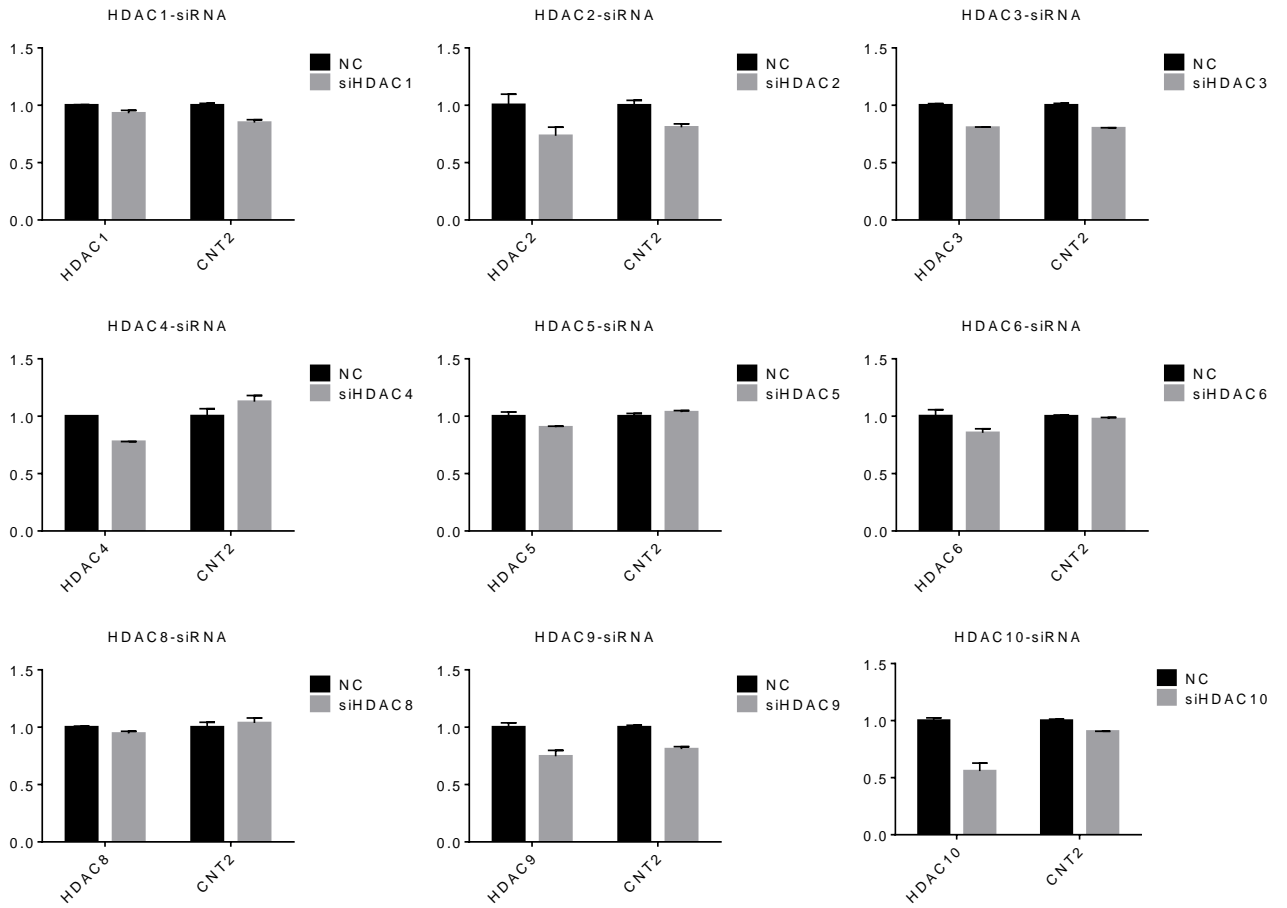 HDAC1-siRNA
1.5
1.0
0.5
0.0
HDAC1
CNT2
NC
siHDAC1
HDAC2-siRNA
1.5
1.0
0.5
0.0
HDAC2
CNT2
NC
siHDAC2
HDAC3-siRNA
1.5
1.0
0.5
0.0
HDAC3
CNT2
NC
siHDAC3
HDAC4-siRNA
1.5
1.0
0.5
0.0
HDAC4
CNT2
NC
siHDAC4
HDAC5-siRNA
1.5
1.0
0.5
0.0
HDAC5
CNT2
NC
siHDAC5
HDAC6-siRNA
1.5
1.0
0.5
0.0
HDAC6
CNT2
NC
siHDAC6
HDAC8-siRNA
1.5
1.0
0.5
0.0
HDAC8
CNT2
NC
siHDAC8
HDAC9-siRNA
1.5
1.0
0.5
0.0
HDAC9
CNT2
NC
siHDAC9
HDAC10-siRNA
1.5
1.0
0.5
0.0
HDAC10
CNT2
NC
siHDAC10